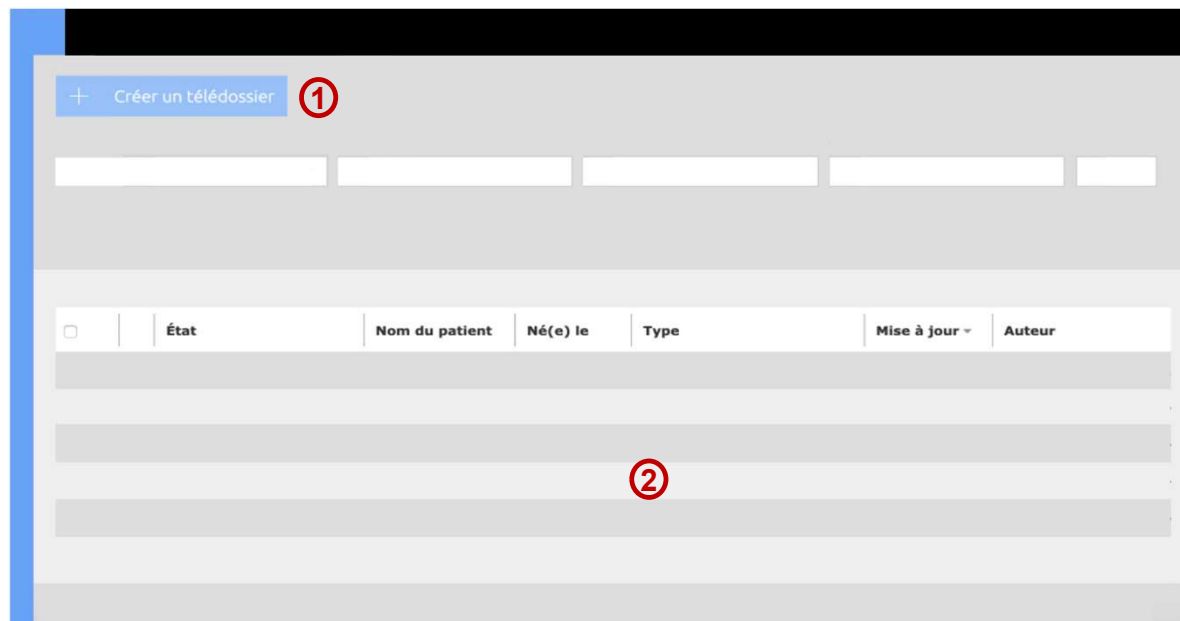 + Créer un télédossier 1
État Nom du patient Né(e) le Type Mise à jour Auteur
2